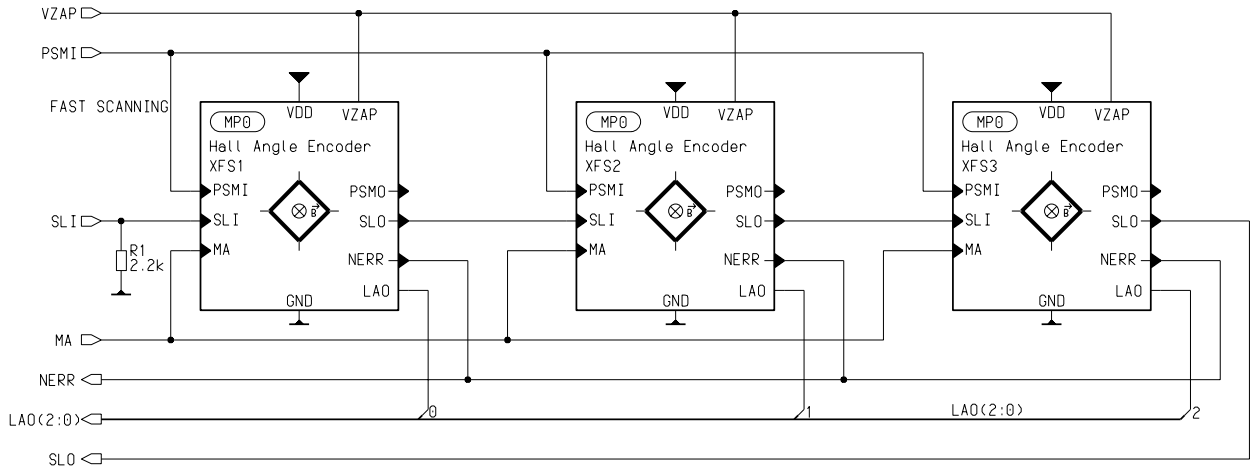 VZAP
PSMI
FAST SCANNING
SLI
R1
2.2k
MA
NERR
LAO(2:0)
SLO
VDD
VZAP
MP0
Hall Angle Encoder
XFS1
PSMI
PSMO
B
SLI
SLO
MA
NERR
LAO
GND
VDD
VZAP
MP0
Hall Angle Encoder
XFS2
PSMI
PSMO
B
SLI
SLO
MA
NERR
LAO
GND
VDD
VZAP
MP0
Hall Angle Encoder
XFS3
PSMI
PSMO
B
SLI
SLO
MA
NERR
LAO
GND
0
1
LAO(2:0)
2